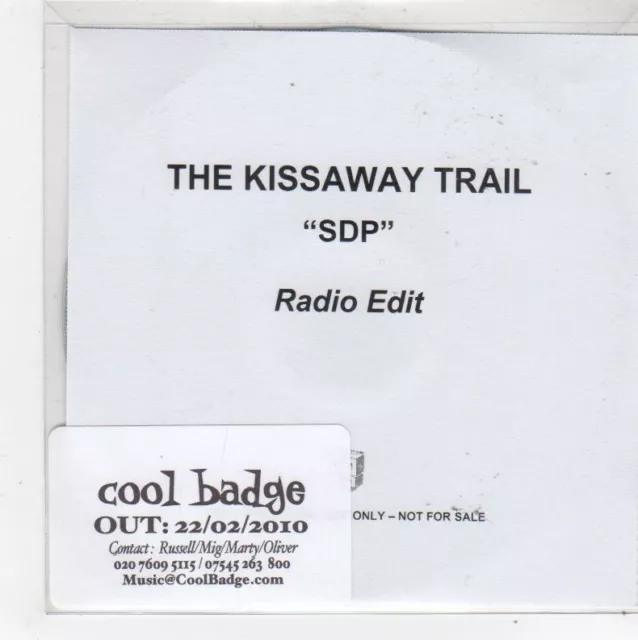 THE KISSAWAY TRAIL
“SDP”
Radio Edit
ONLY – NOT FOR SALE
cool badge
OUT: 22/02/2010
Contact: Russell/Mig/Marty/Oliver
020 7609 5115 / 07545 263 800
Music@CoolBadge.com